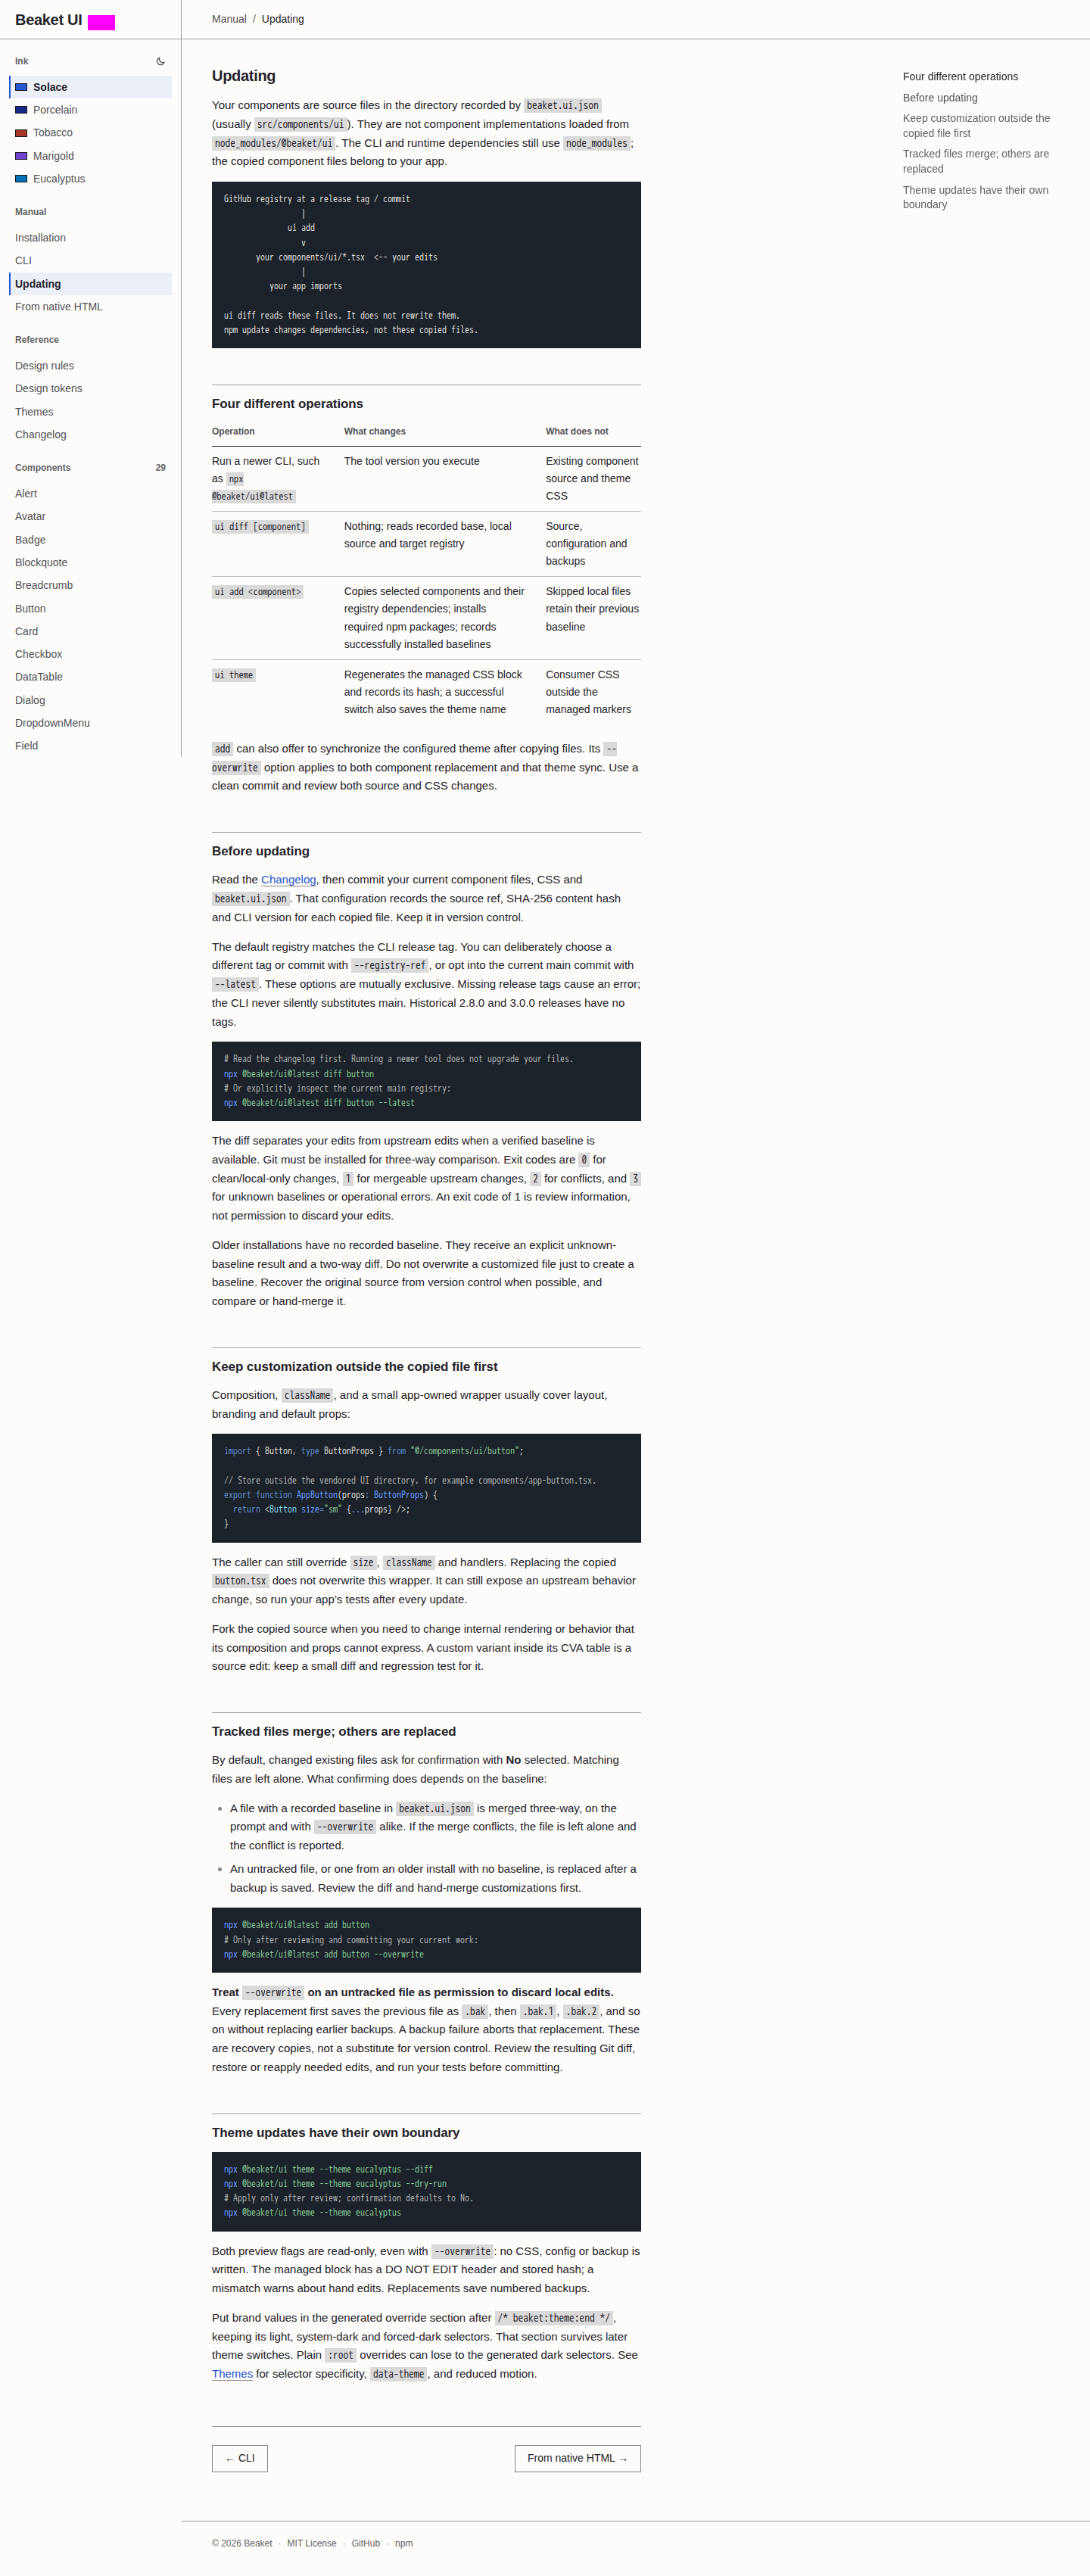 Beaket UI
Manual / Updating
Ink
Solace
Porcelain
Tobacco
Marigold
Eucalyptus
Manual
Installation
CLI
Updating
From native HTML
Reference
Design rules
Design tokens
Themes
Changelog
Components 29
Alert
Avatar
Badge
Blockquote
Breadcrumb
Button
Card
Checkbox
DataTable
Dialog
DropdownMenu
Field
Updating
Your components are source files in the directory recorded by beaket.ui.json
(usually src/components/ui). They are not component implementations loaded from
node_modules/@beaket/ui. The CLI and runtime dependencies still use node_modules;
the copied component files belong to your app.
GitHub registry at a release tag / commit
|
ui add
v
your components/ui/*.tsx <-- your edits
|
your app imports
ui diff reads these files. It does not rewrite them.
npm update changes dependencies, not these copied files.
Four different operations
Operation What changes What does not
Run a newer CLI, such The tool version you execute Existing component
as npx source and theme
@beaket/ui@latest CSS
ui diff [component] Nothing; reads recorded base, local Source,
source and target registry configuration and
backups
ui add <component> Copies selected components and their Skipped local files
registry dependencies; installs retain their previous
required npm packages; records baseline
successfully installed baselines
ui theme Regenerates the managed CSS block Consumer CSS
and records its hash; a successful outside the
switch also saves the theme name managed markers
add can also offer to synchronize the configured theme after copying files. Its --
overwrite option applies to both component replacement and that theme sync. Use a
clean commit and review both source and CSS changes.
Before updating
Read the Changelog, then commit your current component files, CSS and
beaket.ui.json. That configuration records the source ref, SHA-256 content hash
and CLI version for each copied file. Keep it in version control.
The default registry matches the CLI release tag. You can deliberately choose a
different tag or commit with --registry-ref, or opt into the current main commit with
--latest. These options are mutually exclusive. Missing release tags cause an error;
the CLI never silently substitutes main. Historical 2.8.0 and 3.0.0 releases have no
tags.
# Read the changelog first. Running a newer tool does not upgrade your files.
npx @beaket/ui@latest diff button
# Or explicitly inspect the current main registry:
npx @beaket/ui@latest diff button --latest
The diff separates your edits from upstream edits when a verified baseline is
available. Git must be installed for three-way comparison. Exit codes are 0 for
clean/local-only changes, 1 for mergeable upstream changes, 2 for conflicts, and 3
for unknown baselines or operational errors. An exit code of 1 is review information,
not permission to discard your edits.
Older installations have no recorded baseline. They receive an explicit unknown-
baseline result and a two-way diff. Do not overwrite a customized file just to create a
baseline. Recover the original source from version control when possible, and
compare or hand-merge it.
Keep customization outside the copied file first
Composition, className, and a small app-owned wrapper usually cover layout,
branding and default props:
import { Button, type ButtonProps } from "@/components/ui/button";
// Store outside the vendored UI directory, for example components/app-button.tsx.
export function AppButton(props: ButtonProps) {
return <Button size="sm" {...props} />;
}
The caller can still override size, className and handlers. Replacing the copied
button.tsx does not overwrite this wrapper. It can still expose an upstream behavior
change, so run your app's tests after every update.
Fork the copied source when you need to change internal rendering or behavior that
its composition and props cannot express. A custom variant inside its CVA table is a
source edit: keep a small diff and regression test for it.
Tracked files merge; others are replaced
By default, changed existing files ask for confirmation with No selected. Matching
files are left alone. What confirming does depends on the baseline:
A file with a recorded baseline in beaket.ui.json is merged three-way, on the
prompt and with --overwrite alike. If the merge conflicts, the file is left alone and
the conflict is reported.
An untracked file, or one from an older install with no baseline, is replaced after a
backup is saved. Review the diff and hand-merge customizations first.
npx @beaket/ui@latest add button
# Only after reviewing and committing your current work:
npx @beaket/ui@latest add button --overwrite
Treat --overwrite on an untracked file as permission to discard local edits.
Every replacement first saves the previous file as .bak, then .bak.1, .bak.2, and so
on without replacing earlier backups. A backup failure aborts that replacement. These
are recovery copies, not a substitute for version control. Review the resulting Git diff,
restore or reapply needed edits, and run your tests before committing.
Theme updates have their own boundary
npx @beaket/ui theme --theme eucalyptus --diff
npx @beaket/ui theme --theme eucalyptus --dry-run
# Apply only after review; confirmation defaults to No.
npx @beaket/ui theme --theme eucalyptus
Both preview flags are read-only, even with --overwrite: no CSS, config or backup is
written. The managed block has a DO NOT EDIT header and stored hash; a
mismatch warns about hand edits. Replacements save numbered backups.
Put brand values in the generated override section after /* beaket:theme:end */,
keeping its light, system-dark and forced-dark selectors. That section survives later
theme switches. Plain :root overrides can lose to the generated dark selectors. See
Themes for selector specificity, data-theme, and reduced motion.
← CLI From native HTML →
© 2026 Beaket · MIT License · GitHub · npm
Four different operations
Before updating
Keep customization outside the
copied file first
Tracked files merge; others are
replaced
Theme updates have their own
boundary